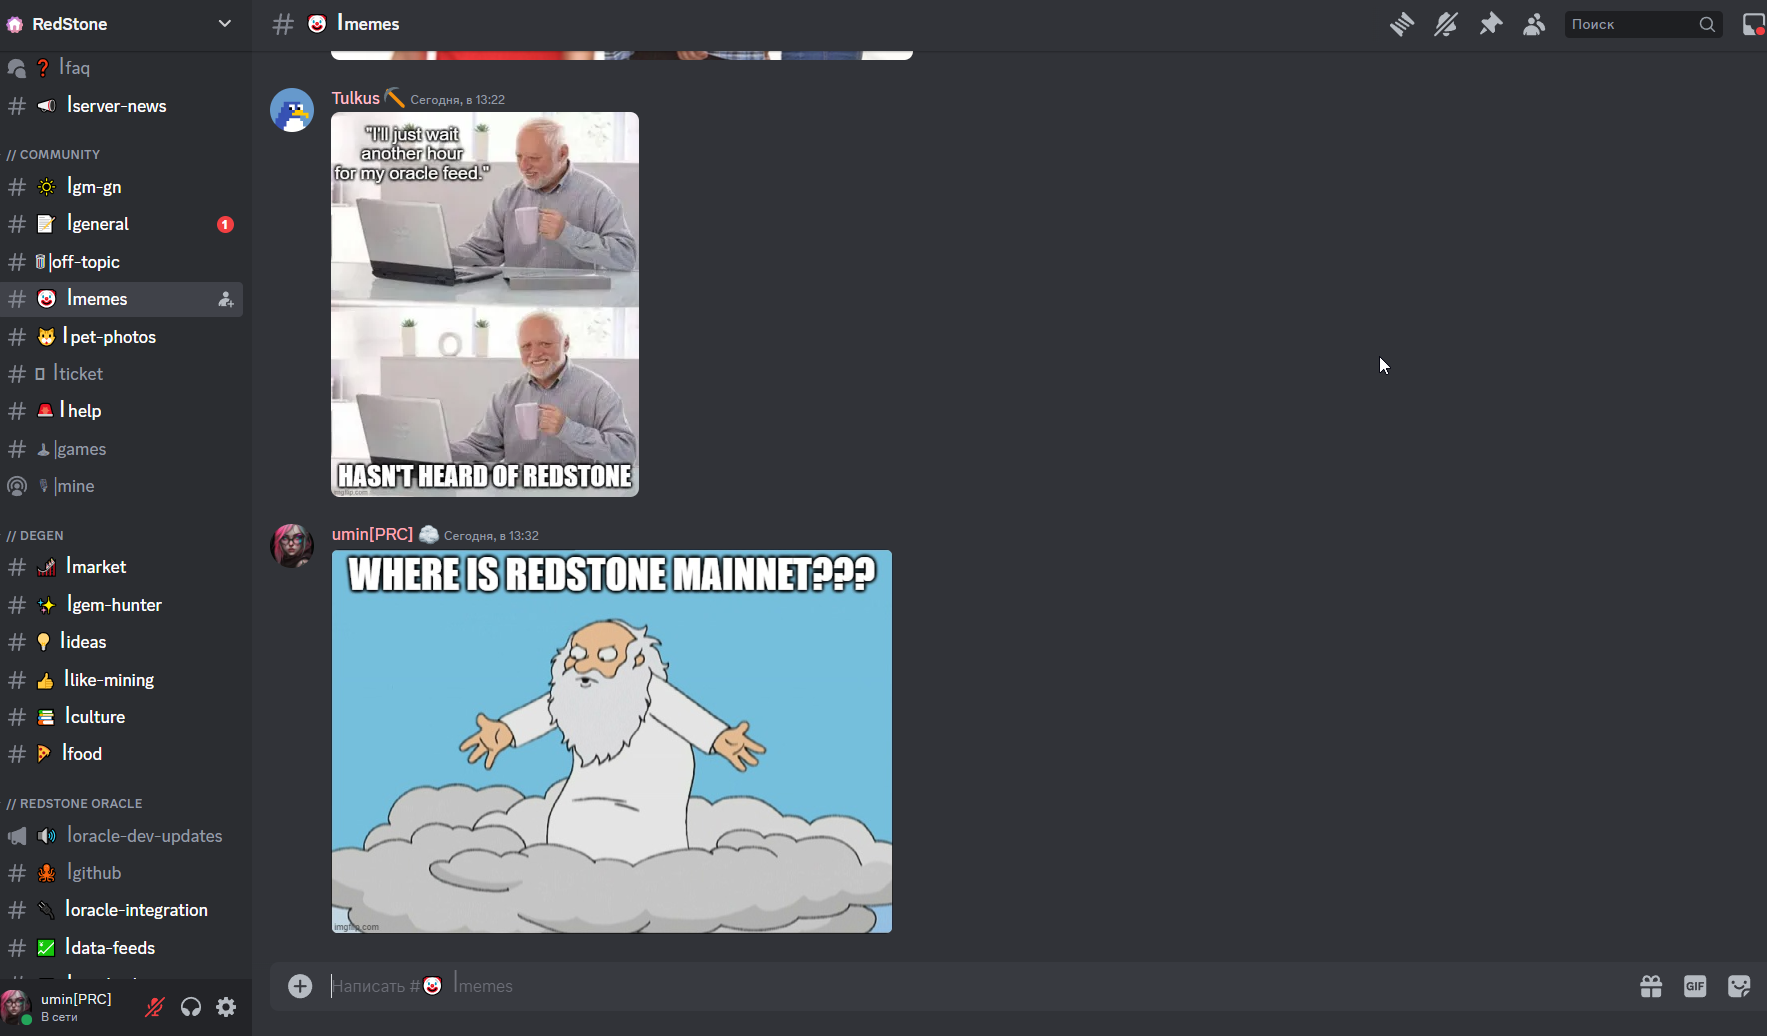 RedStone
faq
server-news
// COMMUNITY
gm-gn
general
1
off-topic
memes
pet-photos
ticket
help
games
mine
// DEGEN
market
gem-hunter
ideas
like-mining
culture
food
// REDSTONE ORACLE
oracle-dev-updates
github
oracle-integration
data-feeds
umin[PRC]
В сети
memes
Поиск
Tulkus Сегодня, в 13:22
"I'll just wait
another hour
for my oracle feed."
HASN'T HEARD OF REDSTONE
imgflip.com
umin[PRC] Сегодня, в 13:32
WHERE IS REDSTONE MAINNET???
imgflip.com
Написать # memes
GIF